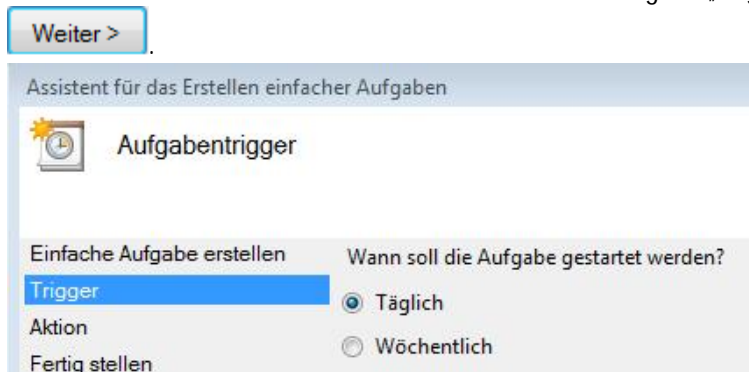 Weiter >
.
Assistent für das Erstellen einfacher Aufgaben
Aufgabentrigger
Einfache Aufgabe erstellen
Trigger
Aktion
Fertig stellen
Wann soll die Aufgabe gestartet werden?
Täglich
Wöchentlich